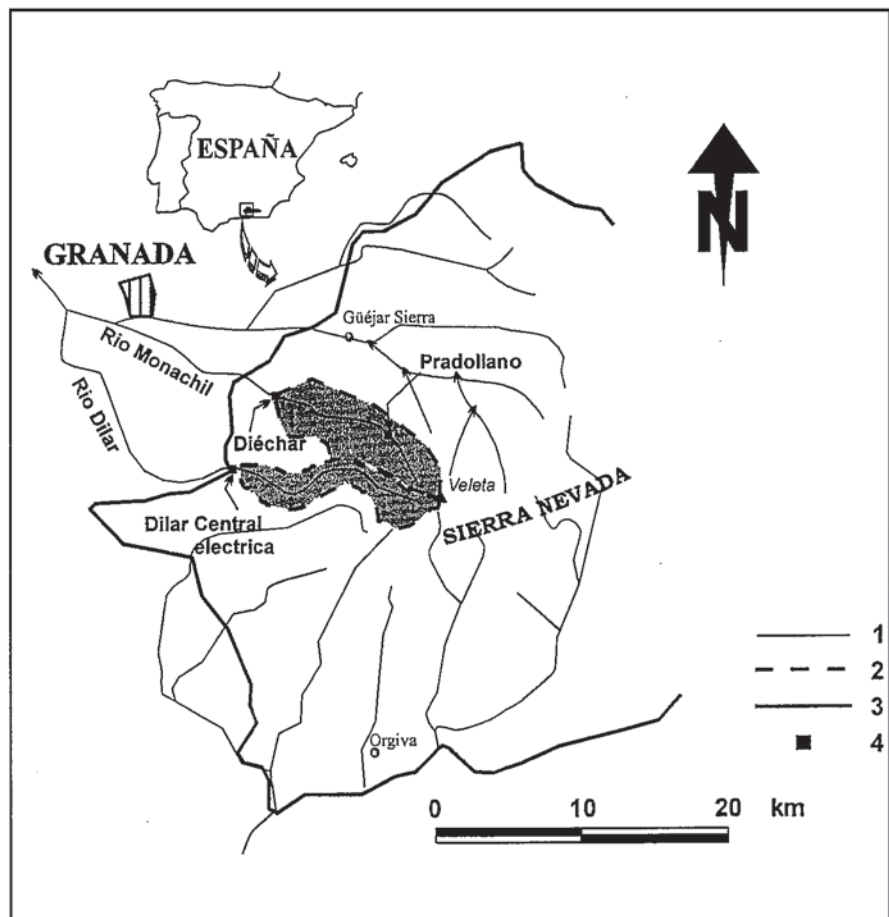 ESPAÑA
GRANADA
N
Güéjar Sierra
Rio Monachil
Pradollano
Rio Dilar
Diéchar
Veleta
SIERRA NEVADA
Dilar Central
electrica
1
2
3
4
Orgiva
0 10 20 km